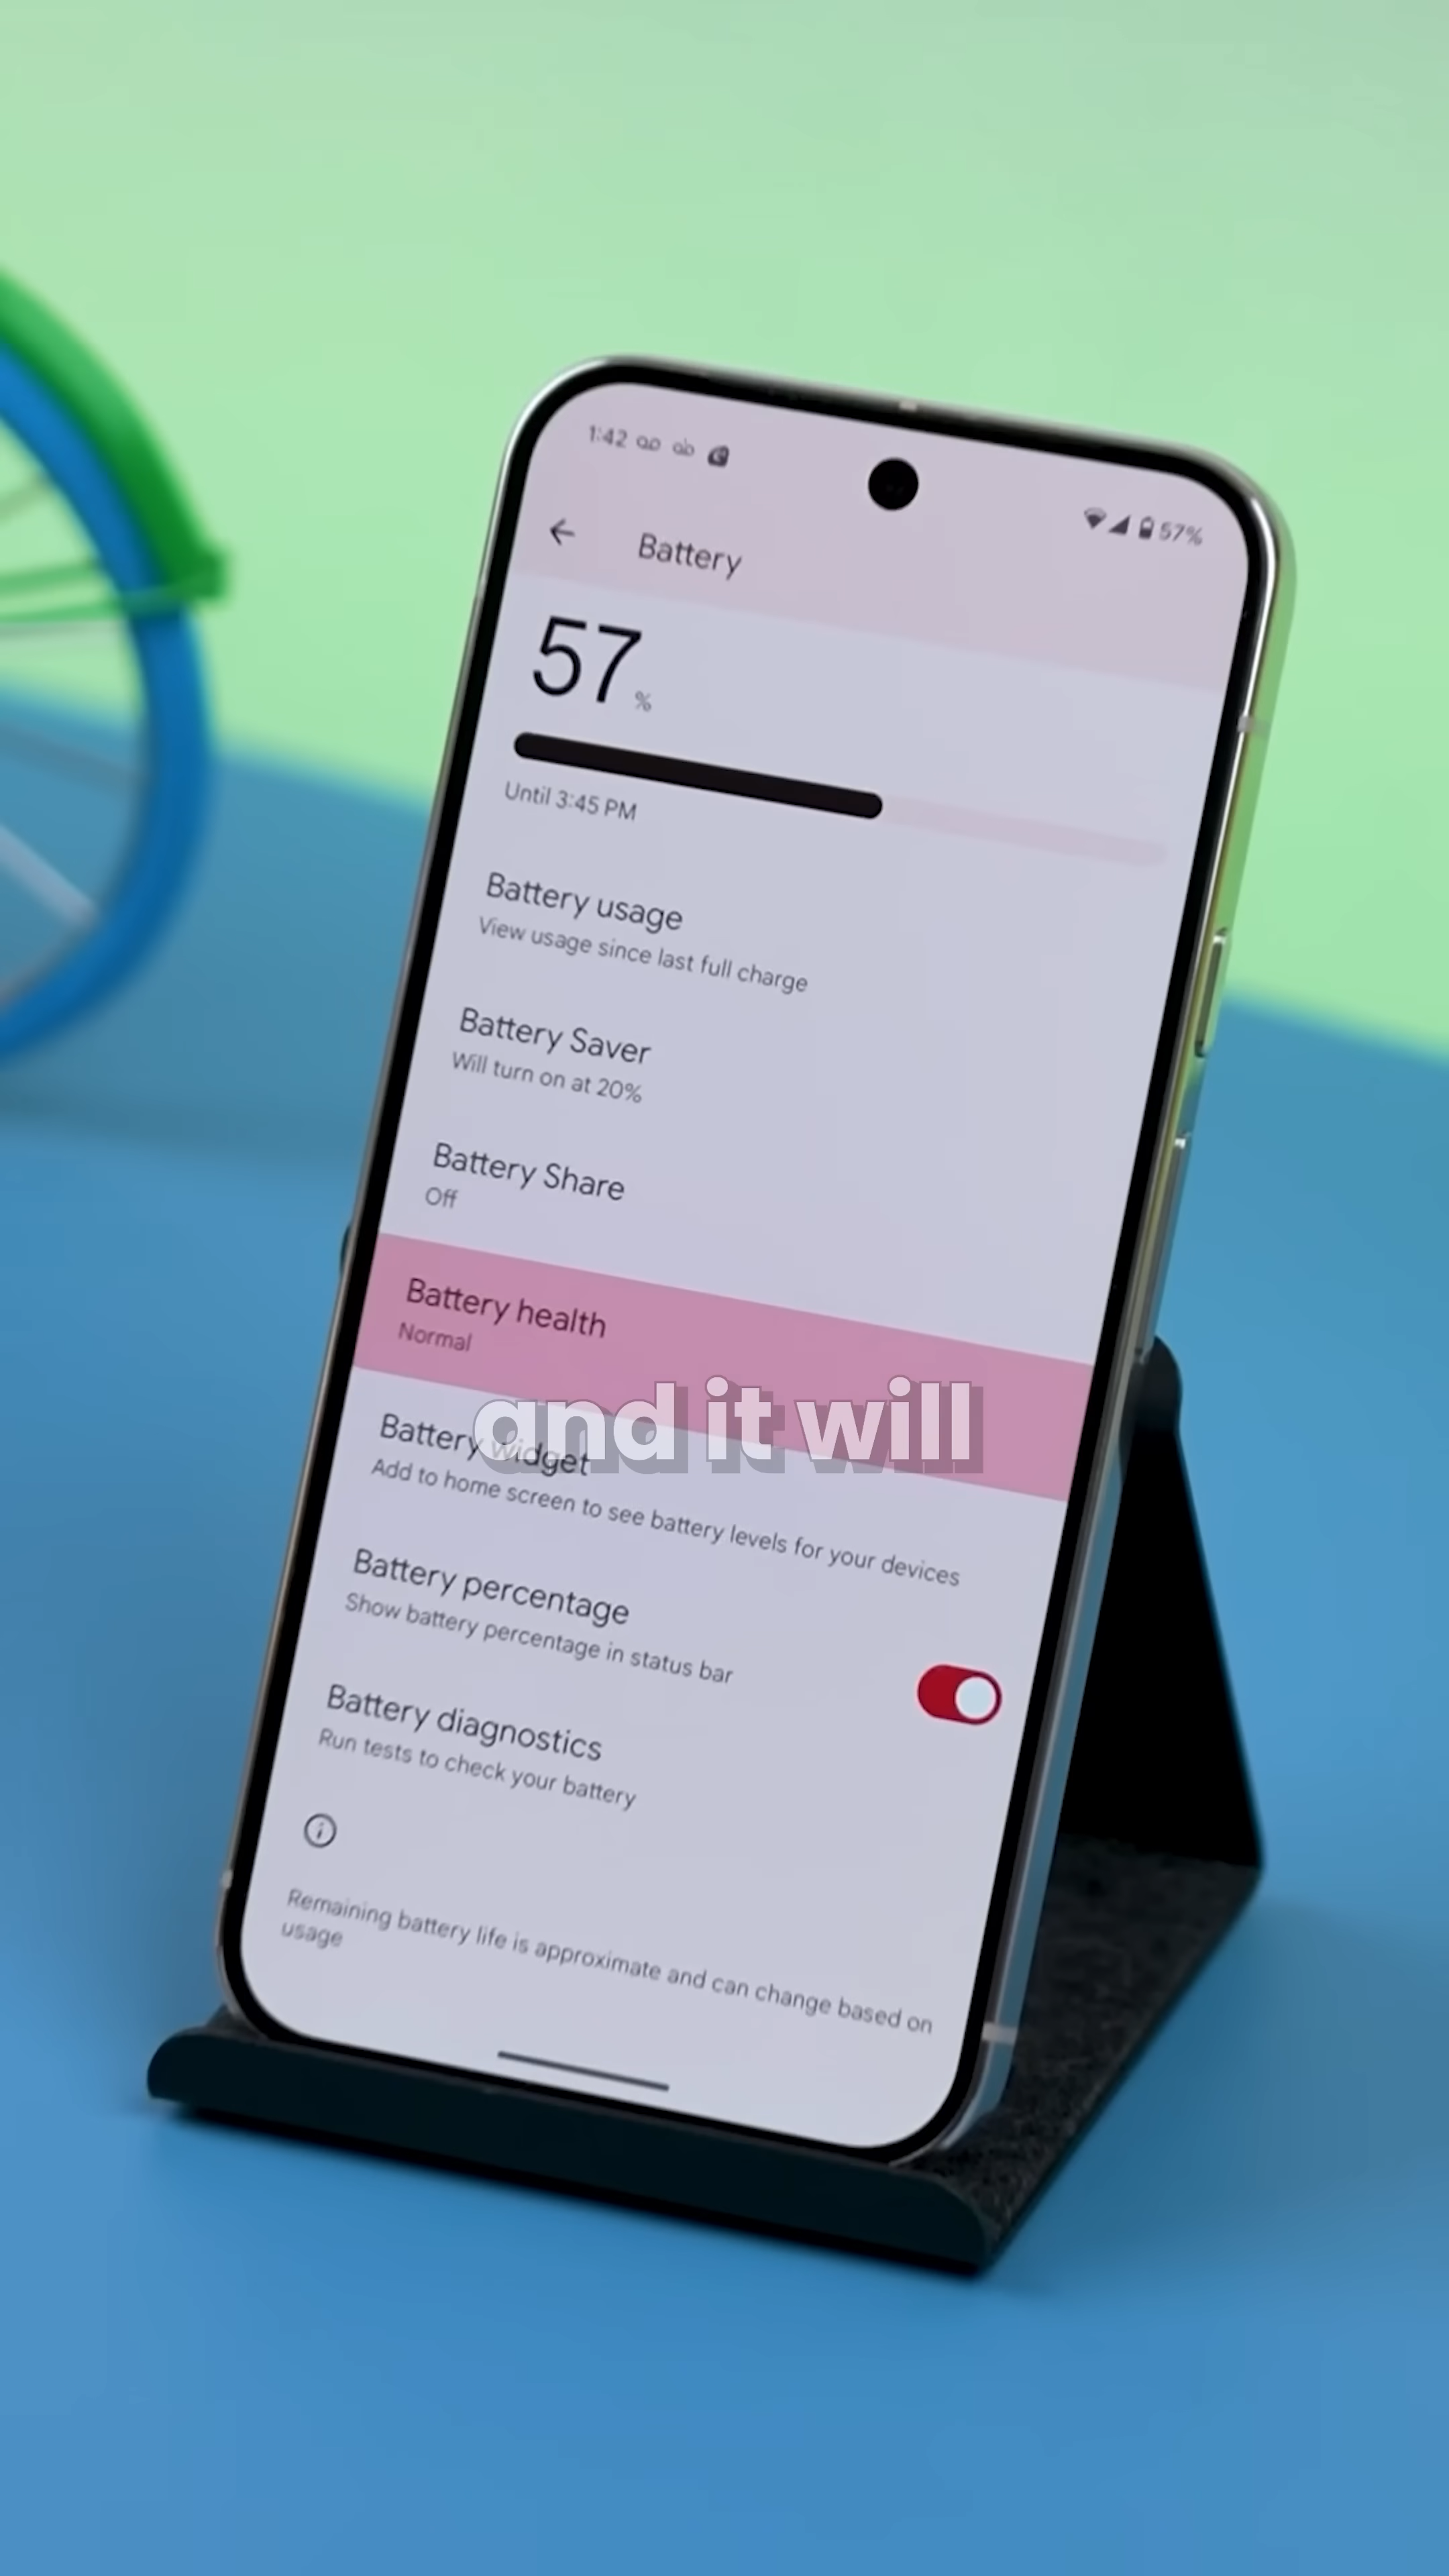 1:42
57%
Battery
57%
Until 3:45 PM
Battery usage
View usage since last full charge
Battery Saver
Will turn on at 20%
Battery Share
Off
Battery health
Normal
and it will
Battery widget
Add to home screen to see battery levels for your devices
Battery percentage
Show battery percentage in status bar
Battery diagnostics
Run tests to check your battery
Remaining battery life is approximate and can change based on
usage